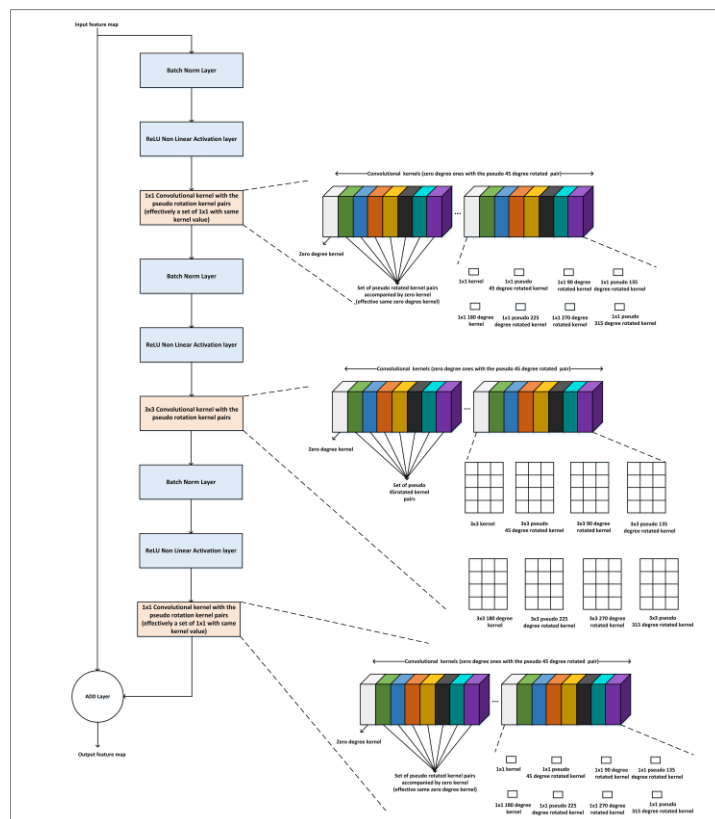 Input feature map
Batch Norm Layer
ReLU Non Linear Activation layer
1x1 Convolutional kernel with the
pseudo rotation kernel pairs
(effectively a set of 1x1 with same
kernel value)
Convolutional kernels (zero degree ones with the pseudo 45 degree rotated pair)
...
Zero degree kernel
Set of pseudo rotated kernel pairs
accompanied by zero kernel
(effective same zero degree kernel)
1x1 kernel
1x1 pseudo
45 degree rotated kernel
1x1 90 degree
rotated kernel
1x1 pseudo 135
degree rotated kernel
1x1 180 degree
kernel
1x1 pseudo 225
degree rotated kernel
1x1 270 degree
rotated kernel
1x1 pseudo
315 degree rotated kernel
Batch Norm Layer
ReLU Non Linear Activation layer
3x3 Convolutional kernel with the
pseudo rotation kernel pairs
Convolutional kernels (zero degree ones with the pseudo 45 degree rotated pair)
...
Zero degree kernel
Set of pseudo
45rotated kernel
pairs
3x3 kernel
3x3 pseudo
45 degree rotated kernel
3x3 90 degree
rotated kernel
3x3 pseudo 135
degree rotated kernel
3x3 180 degree
kernel
3x3 pseudo 225
degree rotated kernel
3x3 270 degree
rotated kernel
3x3 pseudo
315 degree rotated kernel
Batch Norm Layer
ReLU Non Linear Activation layer
1x1 Convolutional kernel with the
pseudo rotation kernel pairs
(effectively a set of 1x1 with same
kernel value)
Convolutional kernels (zero degree ones with the pseudo 45 degree rotated pair)
...
Zero degree kernel
Set of pseudo rotated kernel pairs
accompanied by zero kernel
(effective same zero degree kernel)
1x1 kernel
1x1 pseudo
45 degree rotated kernel
1x1 90 degree
rotated kernel
1x1 pseudo 135
degree rotated kernel
1x1 180 degree
kernel
1x1 pseudo 225
degree rotated kernel
1x1 270 degree
rotated kernel
1x1 pseudo
315 degree rotated kernel
ADD Layer
Output feature map